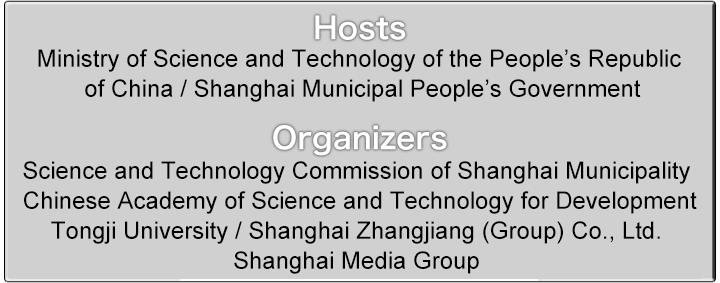 Hosts
Ministry of Science and Technology of the People’s Republic
of China / Shanghai Municipal People’s Government
Organizers
Science and Technology Commission of Shanghai Municipality
Chinese Academy of Science and Technology for Development
Tongji University / Shanghai Zhangjiang (Group) Co., Ltd.
Shanghai Media Group